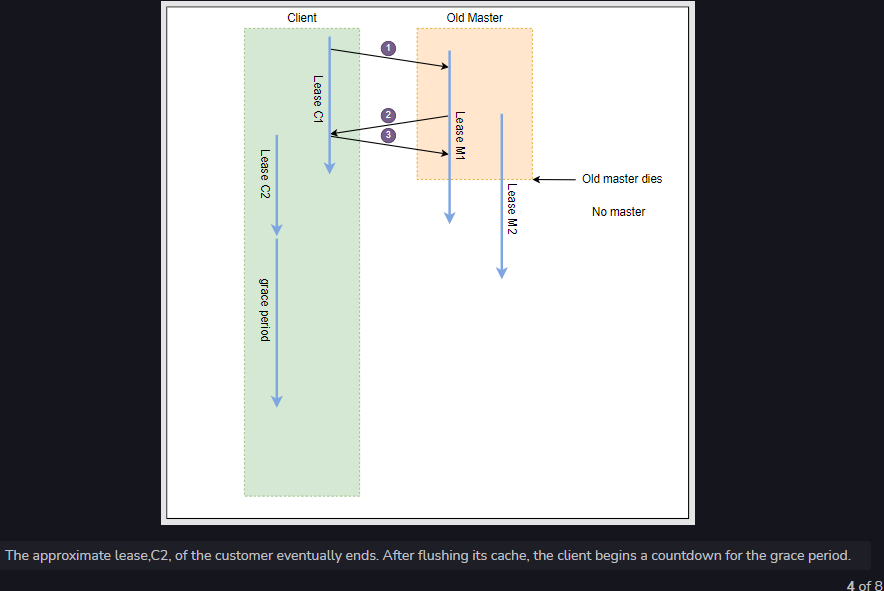 Client
Old Master
1
Lease C1
2
Lease M1
3
Lease C2
Old master dies
Lease M2
No master
grace period
The approximate lease,C2, of the customer eventually ends. After flushing its cache, the client begins a countdown for the grace period.
4 of 8